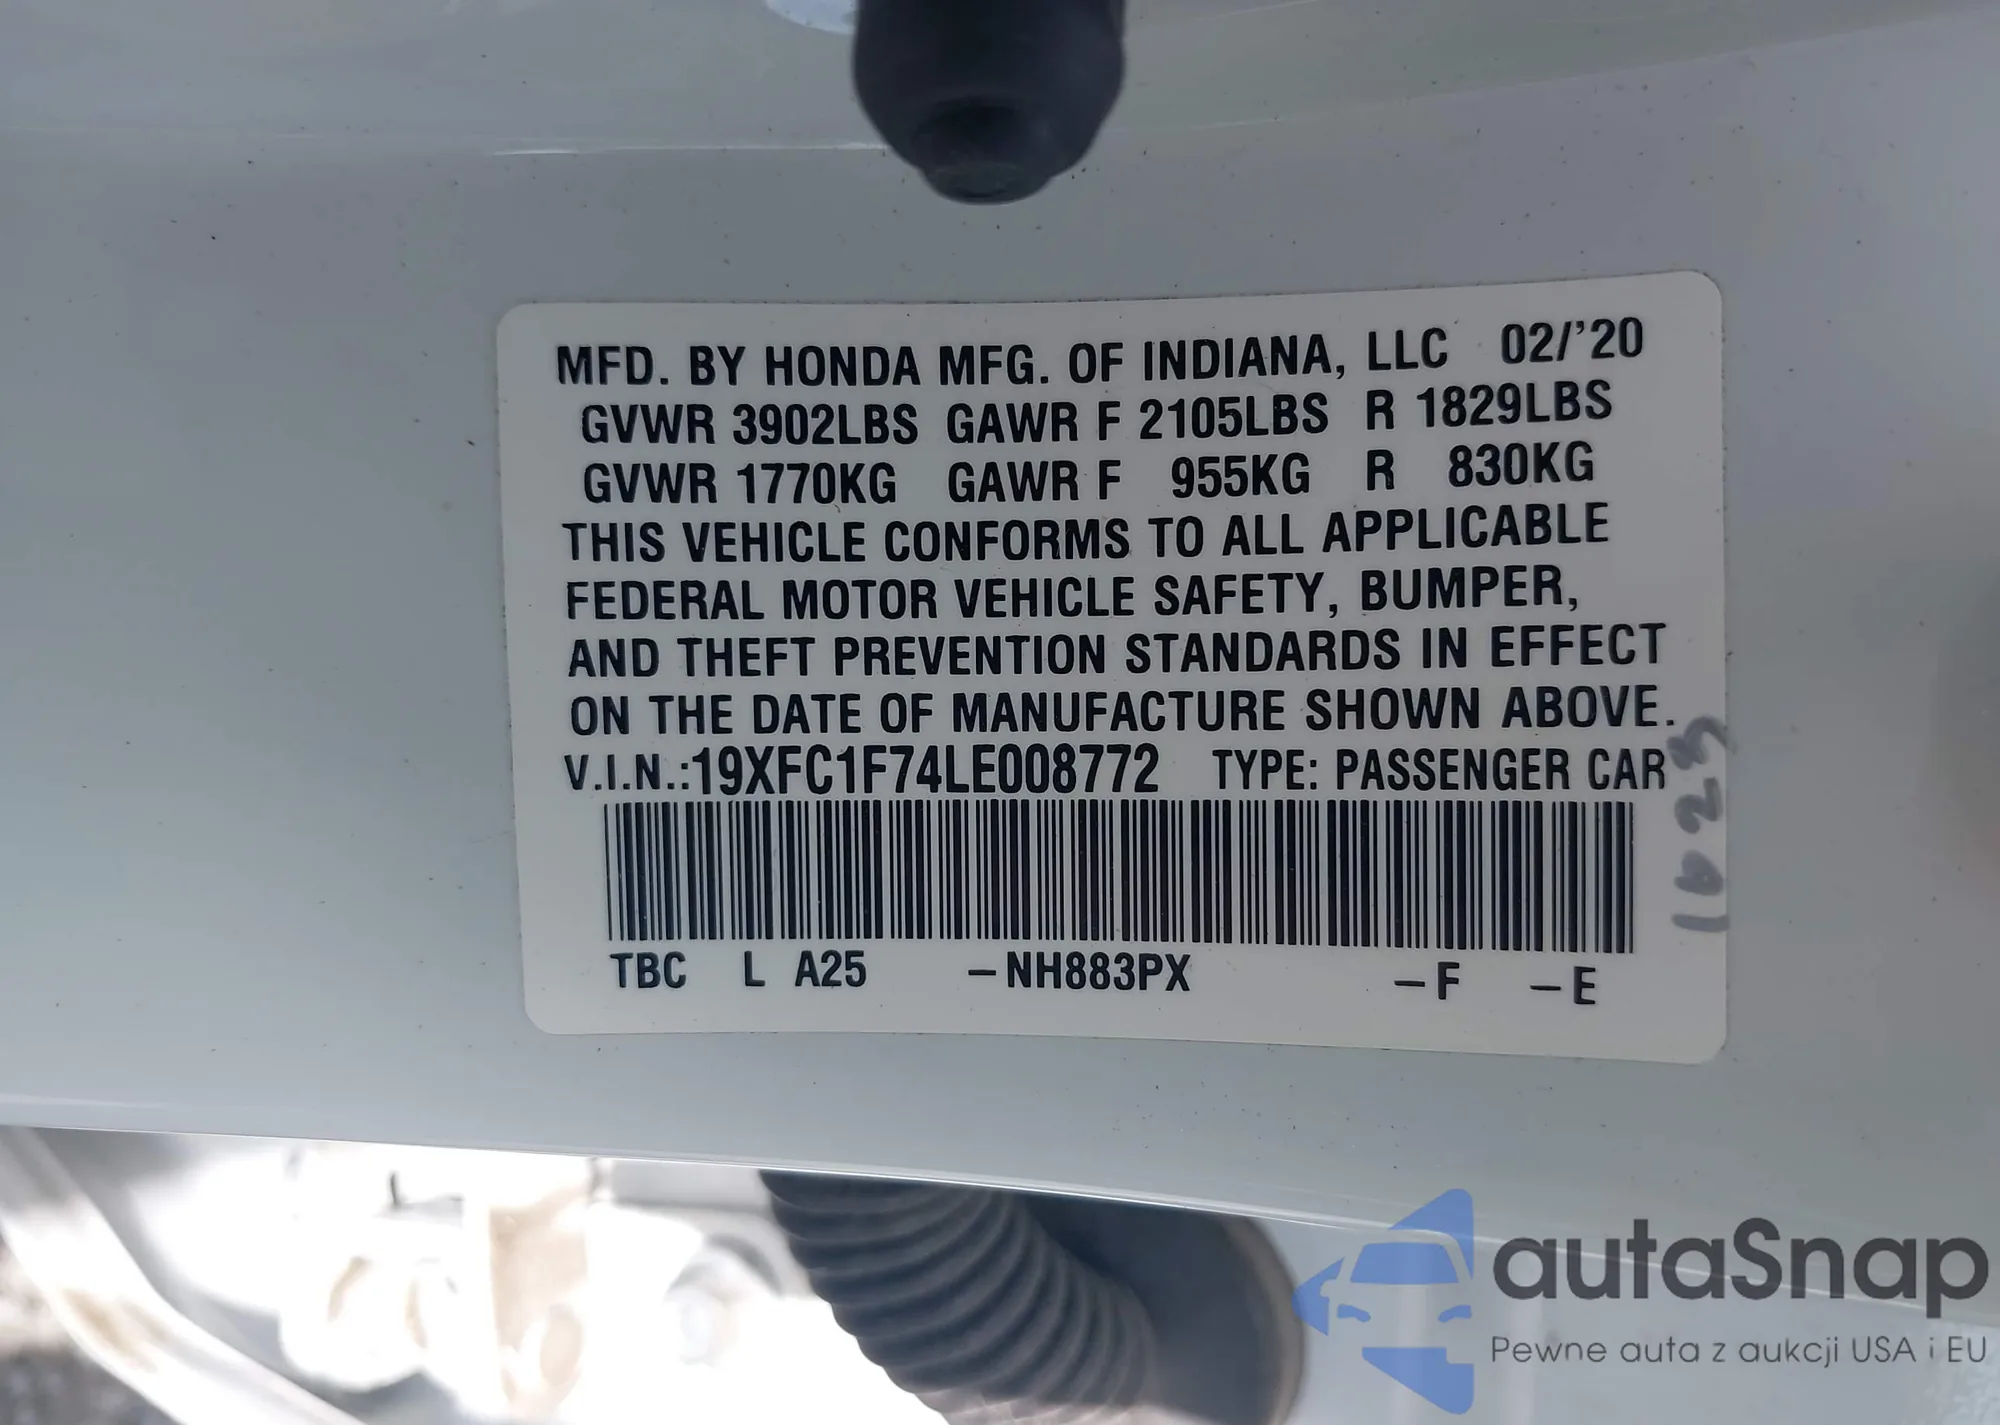 MFD. BY HONDA MFG. OF INDIANA, LLC 02/'20
GVWR 3902LBS GAWR F 2105LBS R 1829LBS
GVWR 1770KG GAWR F 955KG R 830KG
THIS VEHICLE CONFORMS TO ALL APPLICABLE
FEDERAL MOTOR VEHICLE SAFETY, BUMPER,
AND THEFT PREVENTION STANDARDS IN EFFECT
ON THE DATE OF MANUFACTURE SHOWN ABOVE.
V.I.N.:19XFC1F74LE008772 TYPE: PASSENGER CAR
TBC L A25 -NH883PX -F -E
autaSnap
Pewne auta z aukcji USA i EU